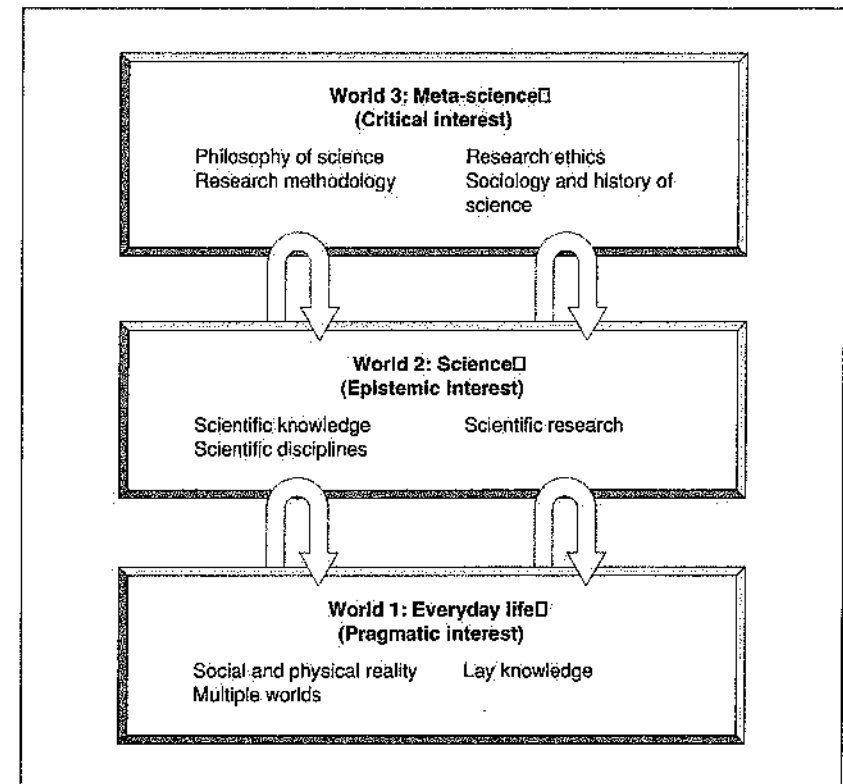 World 3: Meta-science
(Critical interest)
Philosophy of science
Research methodology
Research ethics
Sociology and history of
science
World 2: Science
(Epistemic Interest)
Scientific knowledge
Scientific disciplines
Scientific research
World 1: Everyday life
(Pragmatic interest)
Social and physical reality
Multiple worlds
Lay knowledge